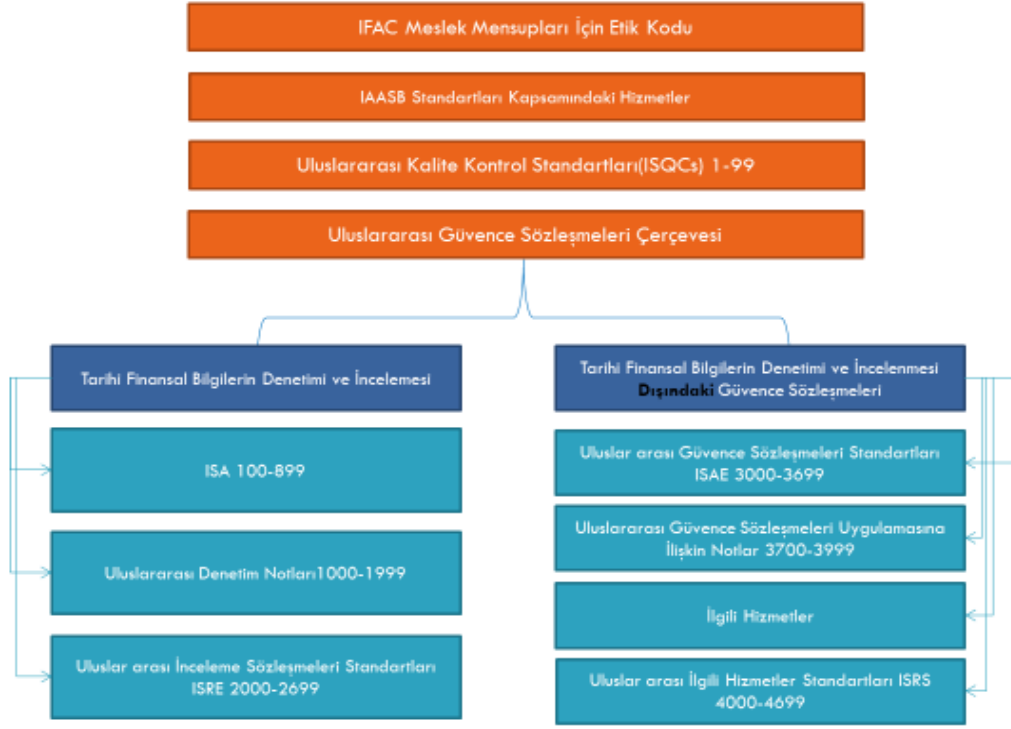 IFAC Meslek Mensupları İçin Etik Kodu
IAASB Standartları Kapsamındaki Hizmetler
Uluslararası Kalite Kontrol Standartları(ISQCs) 1-99
Uluslararası Güvence Sözleşmeleri Çerçevesi
Tarihi Finansal Bilgilerin Denetimi ve İncelemesi
ISA 100-899
Uluslararası Denetim Notları1000-1999
Uluslar arası İnceleme Sözleşmeleri Standartları
ISRE 2000-2699
Tarihi Finansal Bilgilerin Denetimi ve İncelenmesi
Dışındaki Güvence Sözleşmeleri
Uluslar arası Güvence Sözleşmeleri Standartları
ISAE 3000-3699
Uluslararası Güvence Sözleşmeleri Uygulamasına
İlişkin Notlar 3700-3999
İlgili Hizmetler
Uluslar arası İlgili Hizmetler Standartları ISRS
4000-4699